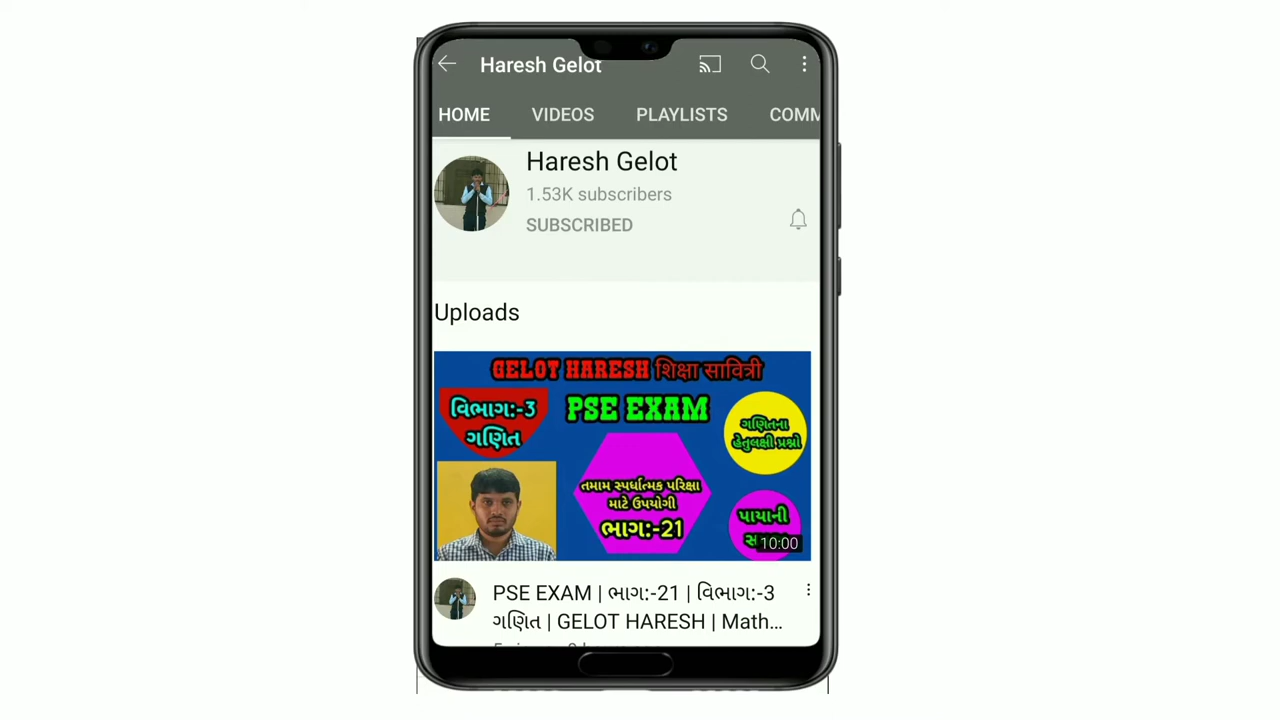 Haresh Gelot
HOME VIDEOS PLAYLISTS COMM
Haresh Gelot
1.53K subscribers
SUBSCRIBED
Uploads
GELOT HARESH शिक्षा सावित्री
વિભાગ:-3
ગણિત
PSE EXAM
ગણિતના
હેતુલક્ષી પ્રશ્નો
તમામ સ્પર્ધાત્મક પરિક્ષા
માટે ઉપયોગી
ભાગ:-21
પાયાની
10:00
PSE EXAM | ભાગ:-21 | વિભાગ:-3
ગણિત | GELOT HARESH | Math...